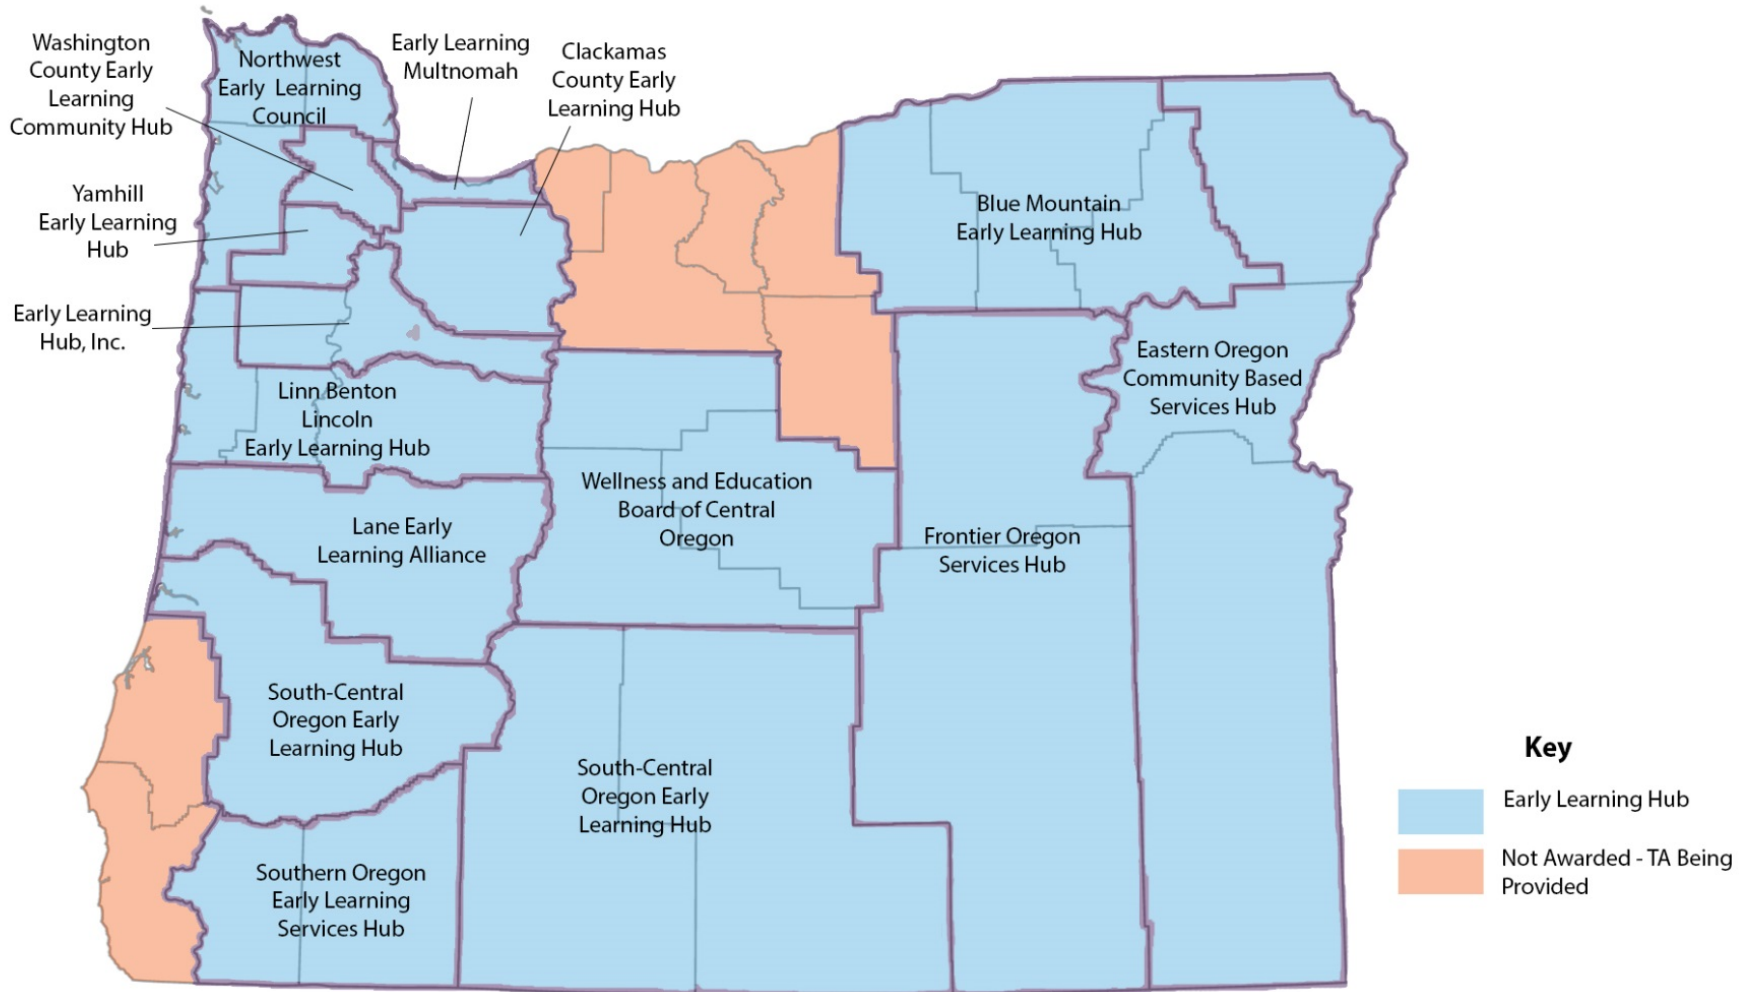 Washington
County Early
Learning
Community Hub
Northwest
Early Learning
Council
Early Learning
Multnomah
Clackamas
County Early
Learning Hub
Yamhill
Early Learning
Hub
Early Learning
Hub, Inc.
Blue Mountain
Early Learning Hub
Eastern Oregon
Community Based
Services Hub
Linn Benton
Lincoln
Early Learning Hub
Wellness and Education
Board of Central
Oregon
Lane Early
Learning Alliance
Frontier Oregon
Services Hub
South-Central
Oregon Early
Learning Hub
South-Central
Oregon Early
Learning Hub
Southern Oregon
Early Learning
Services Hub
Key
Early Learning Hub
Not Awarded - TA Being
Provided